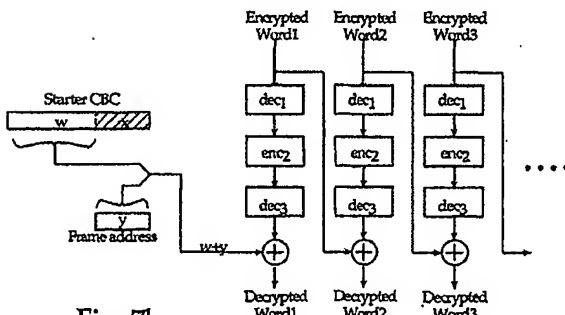 Encrypted Word1
Encrypted Word2
Encrypted Word3
Starter CBC
w
x
dec1
dec1
dec1
enc2
enc2
enc2
dec3
dec3
dec3
y
Frame address
w+y
Decrypted Word1
Decrypted Word2
Decrypted Word3